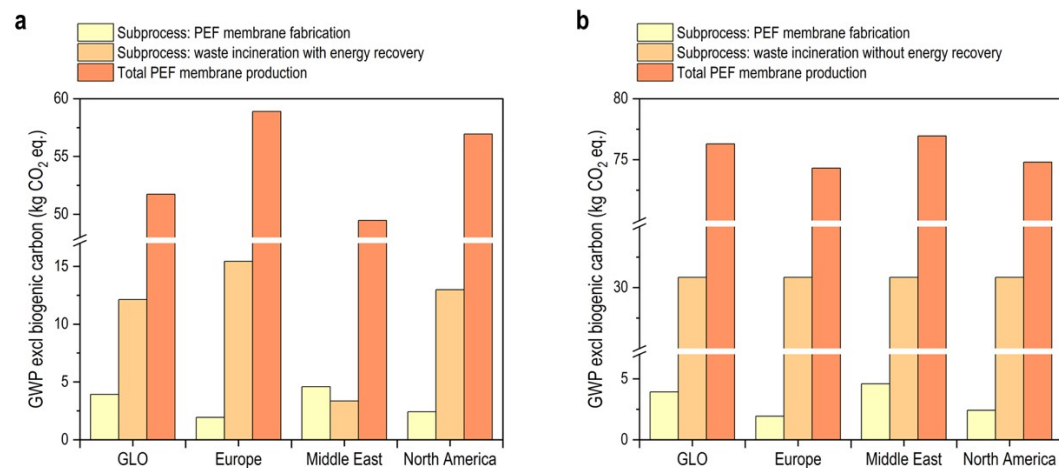 a
Subprocess: PEF membrane fabrication
Subprocess: waste incineration with energy recovery
Total PEF membrane production
GWP excl biogenic carbon (kg CO₂ eq.)
60
55
50
15
10
5
0
GLO Europe Middle East North America
b
Subprocess: PEF membrane fabrication
Subprocess: waste incineration without energy recovery
Total PEF membrane production
GWP excl biogenic carbon (kg CO₂ eq.)
80
75
30
5
0
GLO Europe Middle East North America